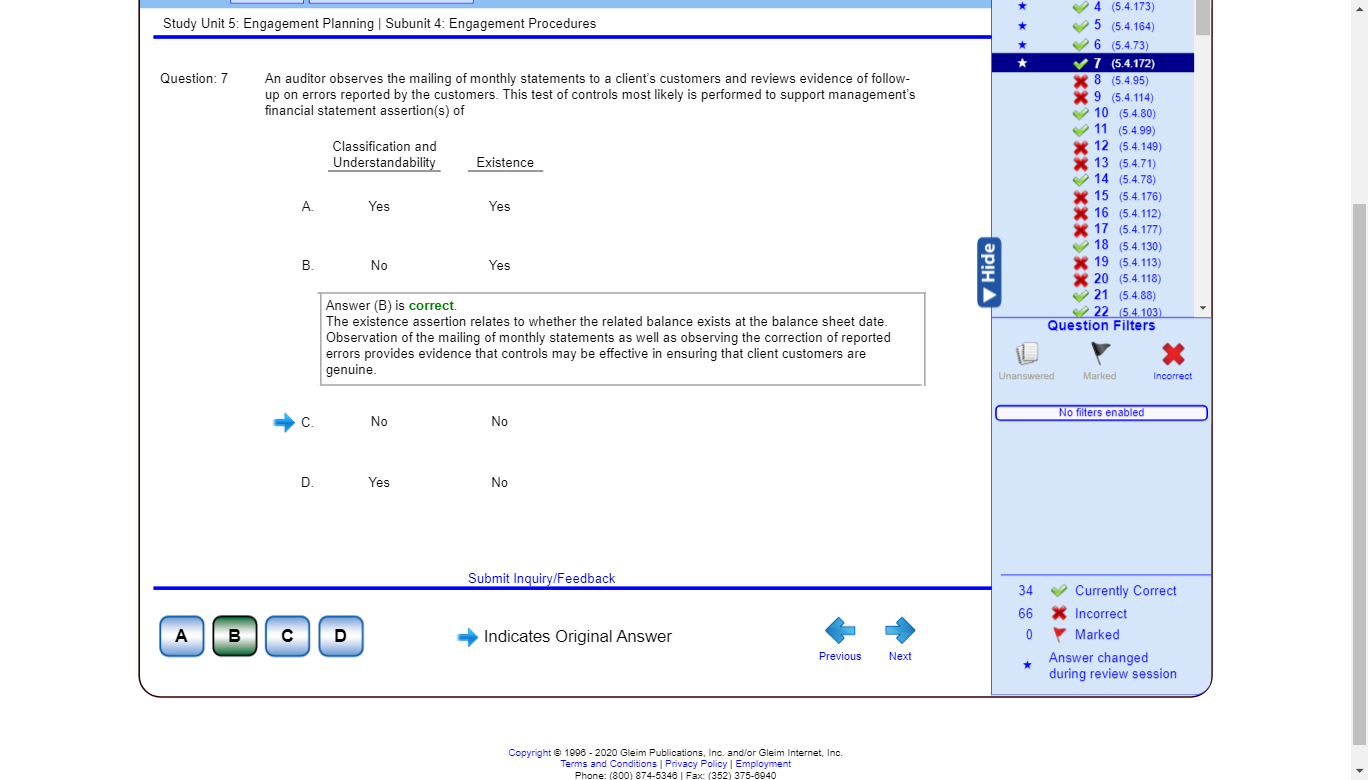 Study Unit 5: Engagement Planning | Subunit 4: Engagement Procedures
Question: 7
An auditor observes the mailing of monthly statements to a client's customers and reviews evidence of follow-
up on errors reported by the customers. This test of controls most likely is performed to support management's
financial statement assertion(s) of
Classification and
Understandability Existence
A. Yes Yes
B. No Yes
Answer (B) is correct.
The existence assertion relates to whether the related balance exists at the balance sheet date.
Observation of the mailing of monthly statements as well as observing the correction of reported
errors provides evidence that controls may be effective in ensuring that client customers are
genuine.
C. No No
D. Yes No
Submit Inquiry/Feedback
A B C D
Indicates Original Answer
Previous Next
4 (5.4.173)
5 (5.4.164)
6 (5.4.73)
7 (5.4.172)
8 (5.4.95)
9 (5.4.114)
10 (5.4.80)
11 (5.4.99)
12 (5.4.149)
13 (5.4.71)
14 (5.4.78)
15 (5.4.176)
16 (5.4.112)
17 (5.4.177)
18 (5.4.130)
19 (5.4.113)
20 (5.4.118)
21 (5.4.88)
22 (5.4.103)
Hide
Question Filters
Unanswered Marked Incorrect
No filters enabled
34 Currently Correct
66 Incorrect
0 Marked
Answer changed
during review session
Copyright © 1996 - 2020 Gleim Publications, Inc. and/or Gleim Internet, Inc.
Terms and Conditions | Privacy Policy | Employment
Phone: (800) 874-5346 | Fax: (352) 375-6940